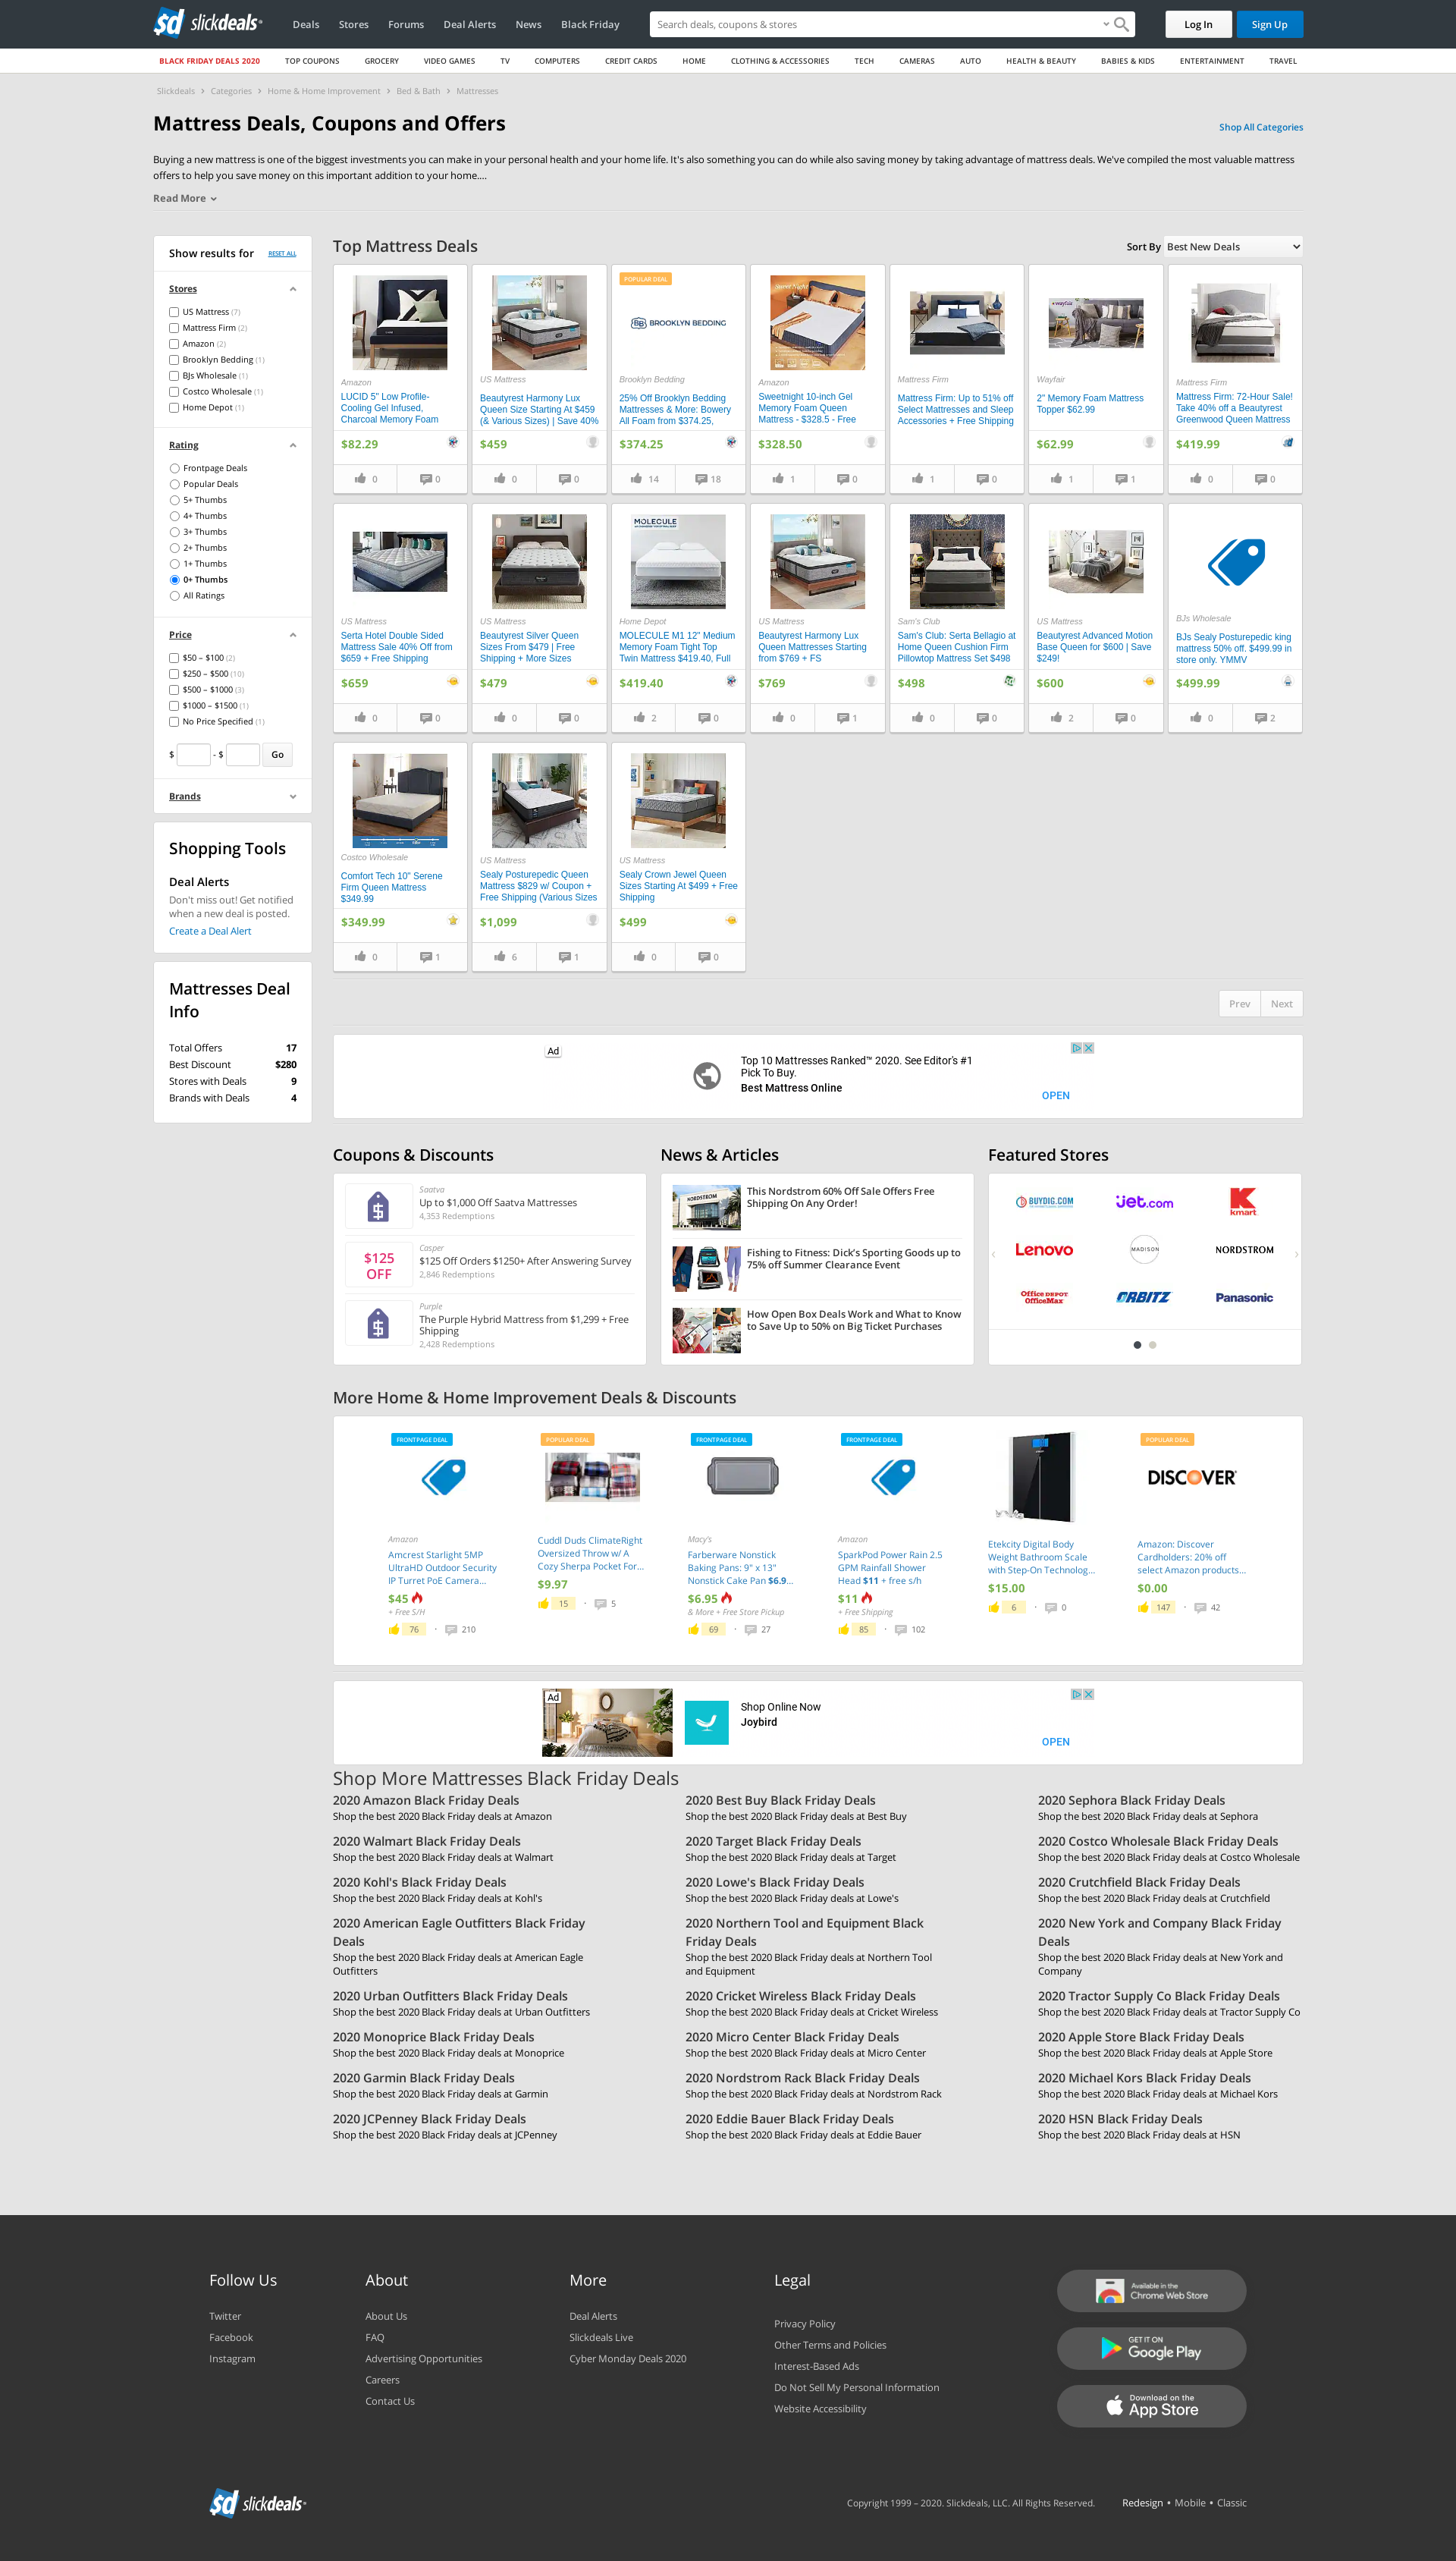 slickdeals
Deals Stores Forums Deal Alerts News Black Friday
Search deals, coupons & stores
Log In Sign Up
BLACK FRIDAY DEALS 2020 TOP COUPONS GROCERY VIDEO GAMES TV COMPUTERS CREDIT CARDS HOME CLOTHING & ACCESSORIES TECH CAMERAS AUTO HEALTH & BEAUTY BABIES & KIDS ENTERTAINMENT TRAVEL
Slickdeals › Categories › Home & Home Improvement › Bed & Bath › Mattresses
Mattress Deals, Coupons and Offers
Shop All Categories
Buying a new mattress is one of the biggest investments you can make in your personal health and your home life. It's also something you can do while also saving money by taking advantage of mattress deals. We've compiled the most valuable mattress
offers to help you save money on this important addition to your home....
Read More
Show results for RESET ALL
Stores
US Mattress (7)
Mattress Firm (2)
Amazon (2)
Brooklyn Bedding (1)
BJs Wholesale (1)
Costco Wholesale (1)
Home Depot (1)
Rating
Frontpage Deals
Popular Deals
5+ Thumbs
4+ Thumbs
3+ Thumbs
2+ Thumbs
1+ Thumbs
0+ Thumbs
All Ratings
Price
$50 – $100 (2)
$250 – $500 (10)
$500 – $1000 (3)
$1000 – $1500 (1)
No Price Specified (1)
$ - $ Go
Brands
Shopping Tools
Deal Alerts
Don't miss out! Get notified
when a new deal is posted.
Create a Deal Alert
Mattresses Deal
Info
Total Offers 17
Best Discount $280
Stores with Deals 9
Brands with Deals 4
Top Mattress Deals
Sort By Best New Deals
Amazon
LUCID 5" Low Profile-
Cooling Gel Infused,
Charcoal Memory Foam
$82.29
0 0
US Mattress
Beautyrest Harmony Lux
Queen Size Starting At $459
(& Various Sizes) | Save 40%
$459
0 0
POPULAR DEAL
BB BROOKLYN BEDDING
Brooklyn Bedding
25% Off Brooklyn Bedding
Mattresses & More: Bowery
All Foam from $374.25,
$374.25
14 18
Sweet Night
Amazon
Sweetnight 10-inch Gel
Memory Foam Queen
Mattress - $328.5 - Free
$328.50
1 0
Mattress Firm
Mattress Firm: Up to 51% off
Select Mattresses and Sleep
Accessories + Free Shipping
1 0
wayfair
Wayfair
2" Memory Foam Mattress
Topper $62.99
$62.99
1 1
Mattress Firm
Mattress Firm: 72-Hour Sale!
Take 40% off a Beautyrest
Greenwood Queen Mattress
$419.99
0 0
US Mattress
Serta Hotel Double Sided
Mattress Sale 40% Off from
$659 + Free Shipping
$659
0 0
US Mattress
Beautyrest Silver Queen
Sizes From $479 | Free
Shipping + More Sizes
$479
0 0
MOLECULE
Home Depot
MOLECULE M1 12" Medium
Memory Foam Tight Top
Twin Mattress $419.40, Full
$419.40
2 0
US Mattress
Beautyrest Harmony Lux
Queen Mattresses Starting
from $769 + FS
$769
0 1
Sam's Club
Sam's Club: Serta Bellagio at
Home Queen Cushion Firm
Pillowtop Mattress Set $498
$498
0 0
US Mattress
Beautyrest Advanced Motion
Base Queen for $600 | Save
$249!
$600
2 0
BJs Wholesale
BJs Sealy Posturepedic king
mattress 50% off. $499.99 in
store only. YMMV
$499.99
0 2
Costco Wholesale
Comfort Tech 10" Serene
Firm Queen Mattress
$349.99
$349.99
0 1
US Mattress
Sealy Posturepedic Queen
Mattress $829 w/ Coupon +
Free Shipping (Various Sizes
$1,099
6 1
US Mattress
Sealy Crown Jewel Queen
Sizes Starting At $499 + Free
Shipping
$499
0 0
Prev Next
Ad
Top 10 Mattresses Ranked™ 2020. See Editor's #1
Pick To Buy.
Best Mattress Online
OPEN
Coupons & Discounts
Saatva
Up to $1,000 Off Saatva Mattresses
4,353 Redemptions
$125
OFF
Casper
$125 Off Orders $1250+ After Answering Survey
2,846 Redemptions
Purple
The Purple Hybrid Mattress from $1,299 + Free
Shipping
2,428 Redemptions
News & Articles
NORDSTROM
This Nordstrom 60% Off Sale Offers Free
Shipping On Any Order!
Fishing to Fitness: Dick's Sporting Goods up to
75% off Summer Clearance Event
How Open Box Deals Work and What to Know
to Save Up to 50% on Big Ticket Purchases
Featured Stores
BUYDIG.COM jet.com kmart
Lenovo MADISON NORDSTROM
Office DEPOT OfficeMax ORBITZ Panasonic
More Home & Home Improvement Deals & Discounts
FRONTPAGE DEAL
Amazon
Amcrest Starlight 5MP
UltraHD Outdoor Security
IP Turret PoE Camera...
$45
+ Free S/H
76 · 210
POPULAR DEAL
Cuddl Duds ClimateRight
Oversized Throw w/ A
Cozy Sherpa Pocket For...
$9.97
15 · 5
FRONTPAGE DEAL
Macy's
Farberware Nonstick
Baking Pans: 9" x 13"
Nonstick Cake Pan $6.9...
$6.95
& More + Free Store Pickup
69 · 27
FRONTPAGE DEAL
Amazon
SparkPod Power Rain 2.5
GPM Rainfall Shower
Head $11 + free s/h
$11
+ Free Shipping
85 · 102
Etekcity Digital Body
Weight Bathroom Scale
with Step-On Technolog...
$15.00
6 · 0
POPULAR DEAL
DISCOVER
Amazon: Discover
Cardholders: 20% off
select Amazon products...
$0.00
147 · 42
Ad
Shop Online Now
Joybird
OPEN
Shop More Mattresses Black Friday Deals
2020 Amazon Black Friday Deals
Shop the best 2020 Black Friday deals at Amazon
2020 Best Buy Black Friday Deals
Shop the best 2020 Black Friday deals at Best Buy
2020 Sephora Black Friday Deals
Shop the best 2020 Black Friday deals at Sephora
2020 Walmart Black Friday Deals
Shop the best 2020 Black Friday deals at Walmart
2020 Target Black Friday Deals
Shop the best 2020 Black Friday deals at Target
2020 Costco Wholesale Black Friday Deals
Shop the best 2020 Black Friday deals at Costco Wholesale
2020 Kohl's Black Friday Deals
Shop the best 2020 Black Friday deals at Kohl's
2020 Lowe's Black Friday Deals
Shop the best 2020 Black Friday deals at Lowe's
2020 Crutchfield Black Friday Deals
Shop the best 2020 Black Friday deals at Crutchfield
2020 American Eagle Outfitters Black Friday
Deals
Shop the best 2020 Black Friday deals at American Eagle
Outfitters
2020 Northern Tool and Equipment Black
Friday Deals
Shop the best 2020 Black Friday deals at Northern Tool
and Equipment
2020 New York and Company Black Friday
Deals
Shop the best 2020 Black Friday deals at New York and
Company
2020 Urban Outfitters Black Friday Deals
Shop the best 2020 Black Friday deals at Urban Outfitters
2020 Cricket Wireless Black Friday Deals
Shop the best 2020 Black Friday deals at Cricket Wireless
2020 Tractor Supply Co Black Friday Deals
Shop the best 2020 Black Friday deals at Tractor Supply Co
2020 Monoprice Black Friday Deals
Shop the best 2020 Black Friday deals at Monoprice
2020 Micro Center Black Friday Deals
Shop the best 2020 Black Friday deals at Micro Center
2020 Apple Store Black Friday Deals
Shop the best 2020 Black Friday deals at Apple Store
2020 Garmin Black Friday Deals
Shop the best 2020 Black Friday deals at Garmin
2020 Nordstrom Rack Black Friday Deals
Shop the best 2020 Black Friday deals at Nordstrom Rack
2020 Michael Kors Black Friday Deals
Shop the best 2020 Black Friday deals at Michael Kors
2020 JCPenney Black Friday Deals
Shop the best 2020 Black Friday deals at JCPenney
2020 Eddie Bauer Black Friday Deals
Shop the best 2020 Black Friday deals at Eddie Bauer
2020 HSN Black Friday Deals
Shop the best 2020 Black Friday deals at HSN
Follow Us
Twitter
Facebook
Instagram
About
About Us
FAQ
Advertising Opportunities
Careers
Contact Us
More
Deal Alerts
Slickdeals Live
Cyber Monday Deals 2020
Legal
Privacy Policy
Other Terms and Policies
Interest-Based Ads
Do Not Sell My Personal Information
Website Accessibility
Available in the
Chrome Web Store
GET IT ON
Google Play
Download on the
App Store
slickdeals
Copyright 1999 – 2020. Slickdeals, LLC. All Rights Reserved.
Redesign • Mobile • Classic